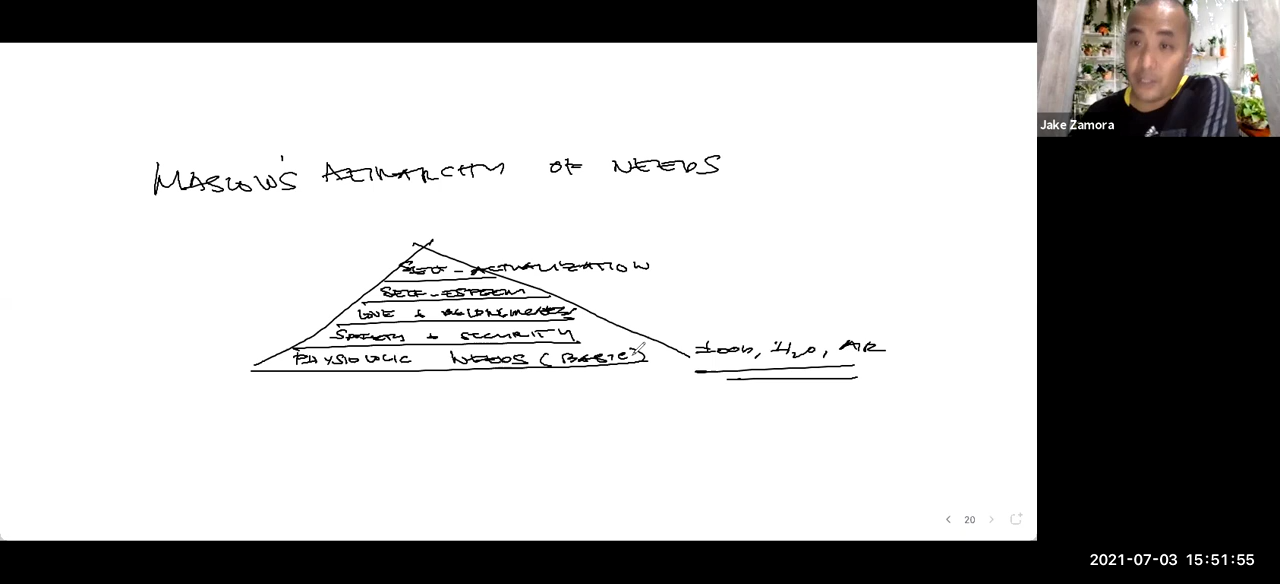 MASLOW'S HEIRARCHY OF NEEDS
SELF-ACTUALIZATION
SELF-ESTEEM
LOVE & BELONGINGNESS
SAFETY & SECURITY
PHYSIOLOGIC NEEDS (BASIC) FOOD, H2O, AIR
Jake Zamora
20
2021-07-03 15:51:55